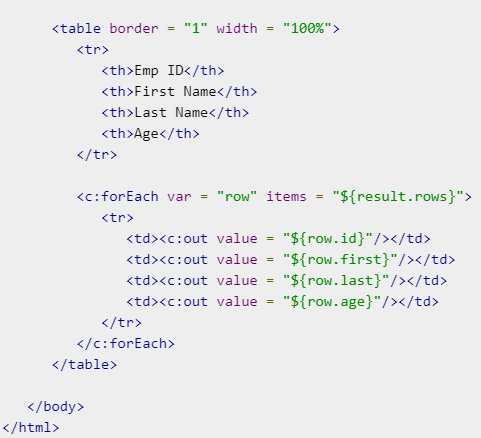 <table border = "1" width = "100%">
<tr>
<th>Emp ID</th>
<th>First Name</th>
<th>Last Name</th>
<th>Age</th>
</tr>
<c:forEach var = "row" items = "${result.rows}">
<tr>
<td><c:out value = "${row.id}"/></td>
<td><c:out value = "${row.first}"/></td>
<td><c:out value = "${row.last}"/></td>
<td><c:out value = "${row.age}"/></td>
</tr>
</c:forEach>
</table>
</body>
</html>